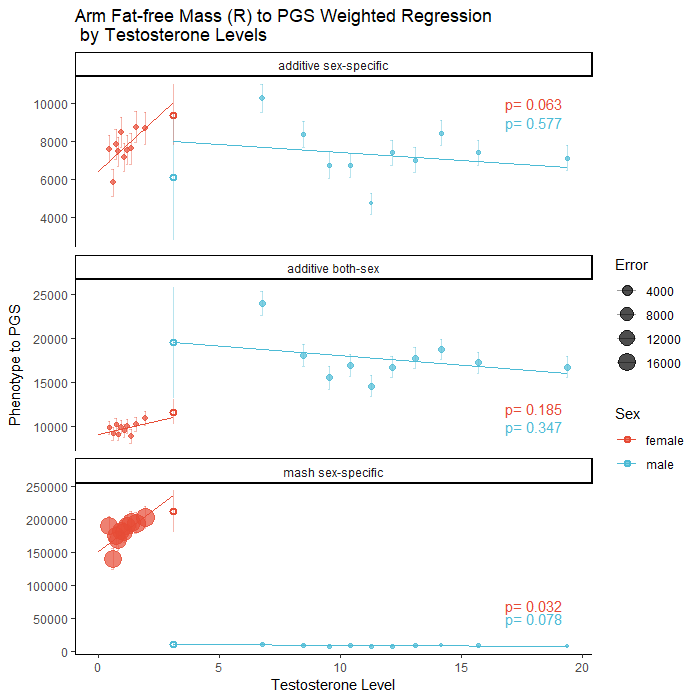 Arm Fat-free Mass (R) to PGS Weighted Regression
by Testosterone Levels
additive sex-specific
10000
8000
6000
4000
p= 0.063
p= 0.577
additive both-sex
25000
20000
15000
10000
p= 0.185
p= 0.347
mash sex-specific
250000
200000
150000
100000
50000
0
p= 0.032
p= 0.078
0
5
10
15
20
Testosterone Level
Phenotype to PGS
Error
4000
8000
12000
16000
Sex
female
male